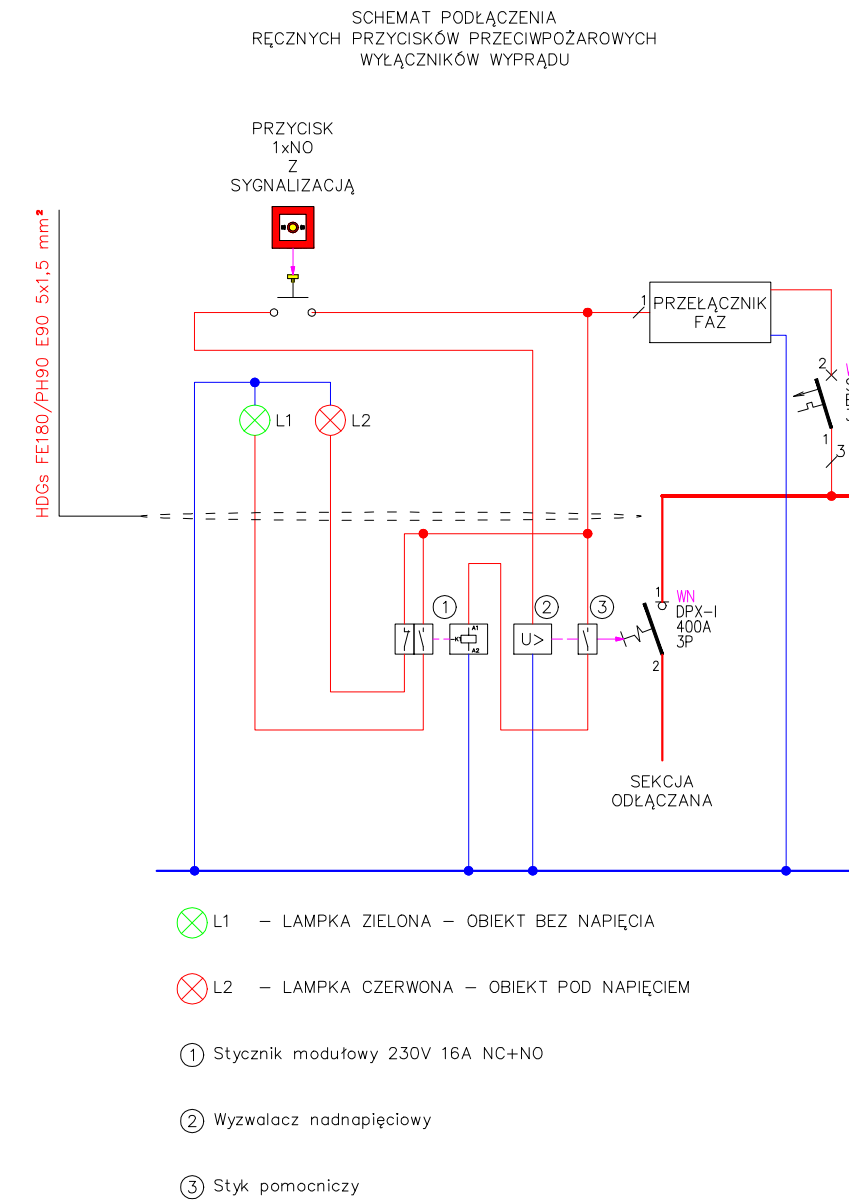 SCHEMAT PODŁĄCZENIA
RĘCZNYCH PRZYCISKÓW PRZECIWPOŻAROWYCH
WYŁĄCZNIKÓW WYPRĄDU
PRZYCISK
1xNO
Z
SYGNALIZACJĄ
HDGs FE180/PH90 E90 5x1,5 mm²
1
PRZEŁĄCZNIK
FAZ
2
1
3
L1
L2
1
2
3
K1
A1
A2
U>
1
2
WN
DPX-I
400A
3P
SEKCJA
ODŁĄCZANA
L1 – LAMPKA ZIELONA – OBIEKT BEZ NAPIĘCIA
L2 – LAMPKA CZERWONA – OBIEKT POD NAPIĘCIEM
1 Stycznik modułowy 230V 16A NC+NO
2 Wyzwalacz nadnapięciowy
3 Styk pomocniczy